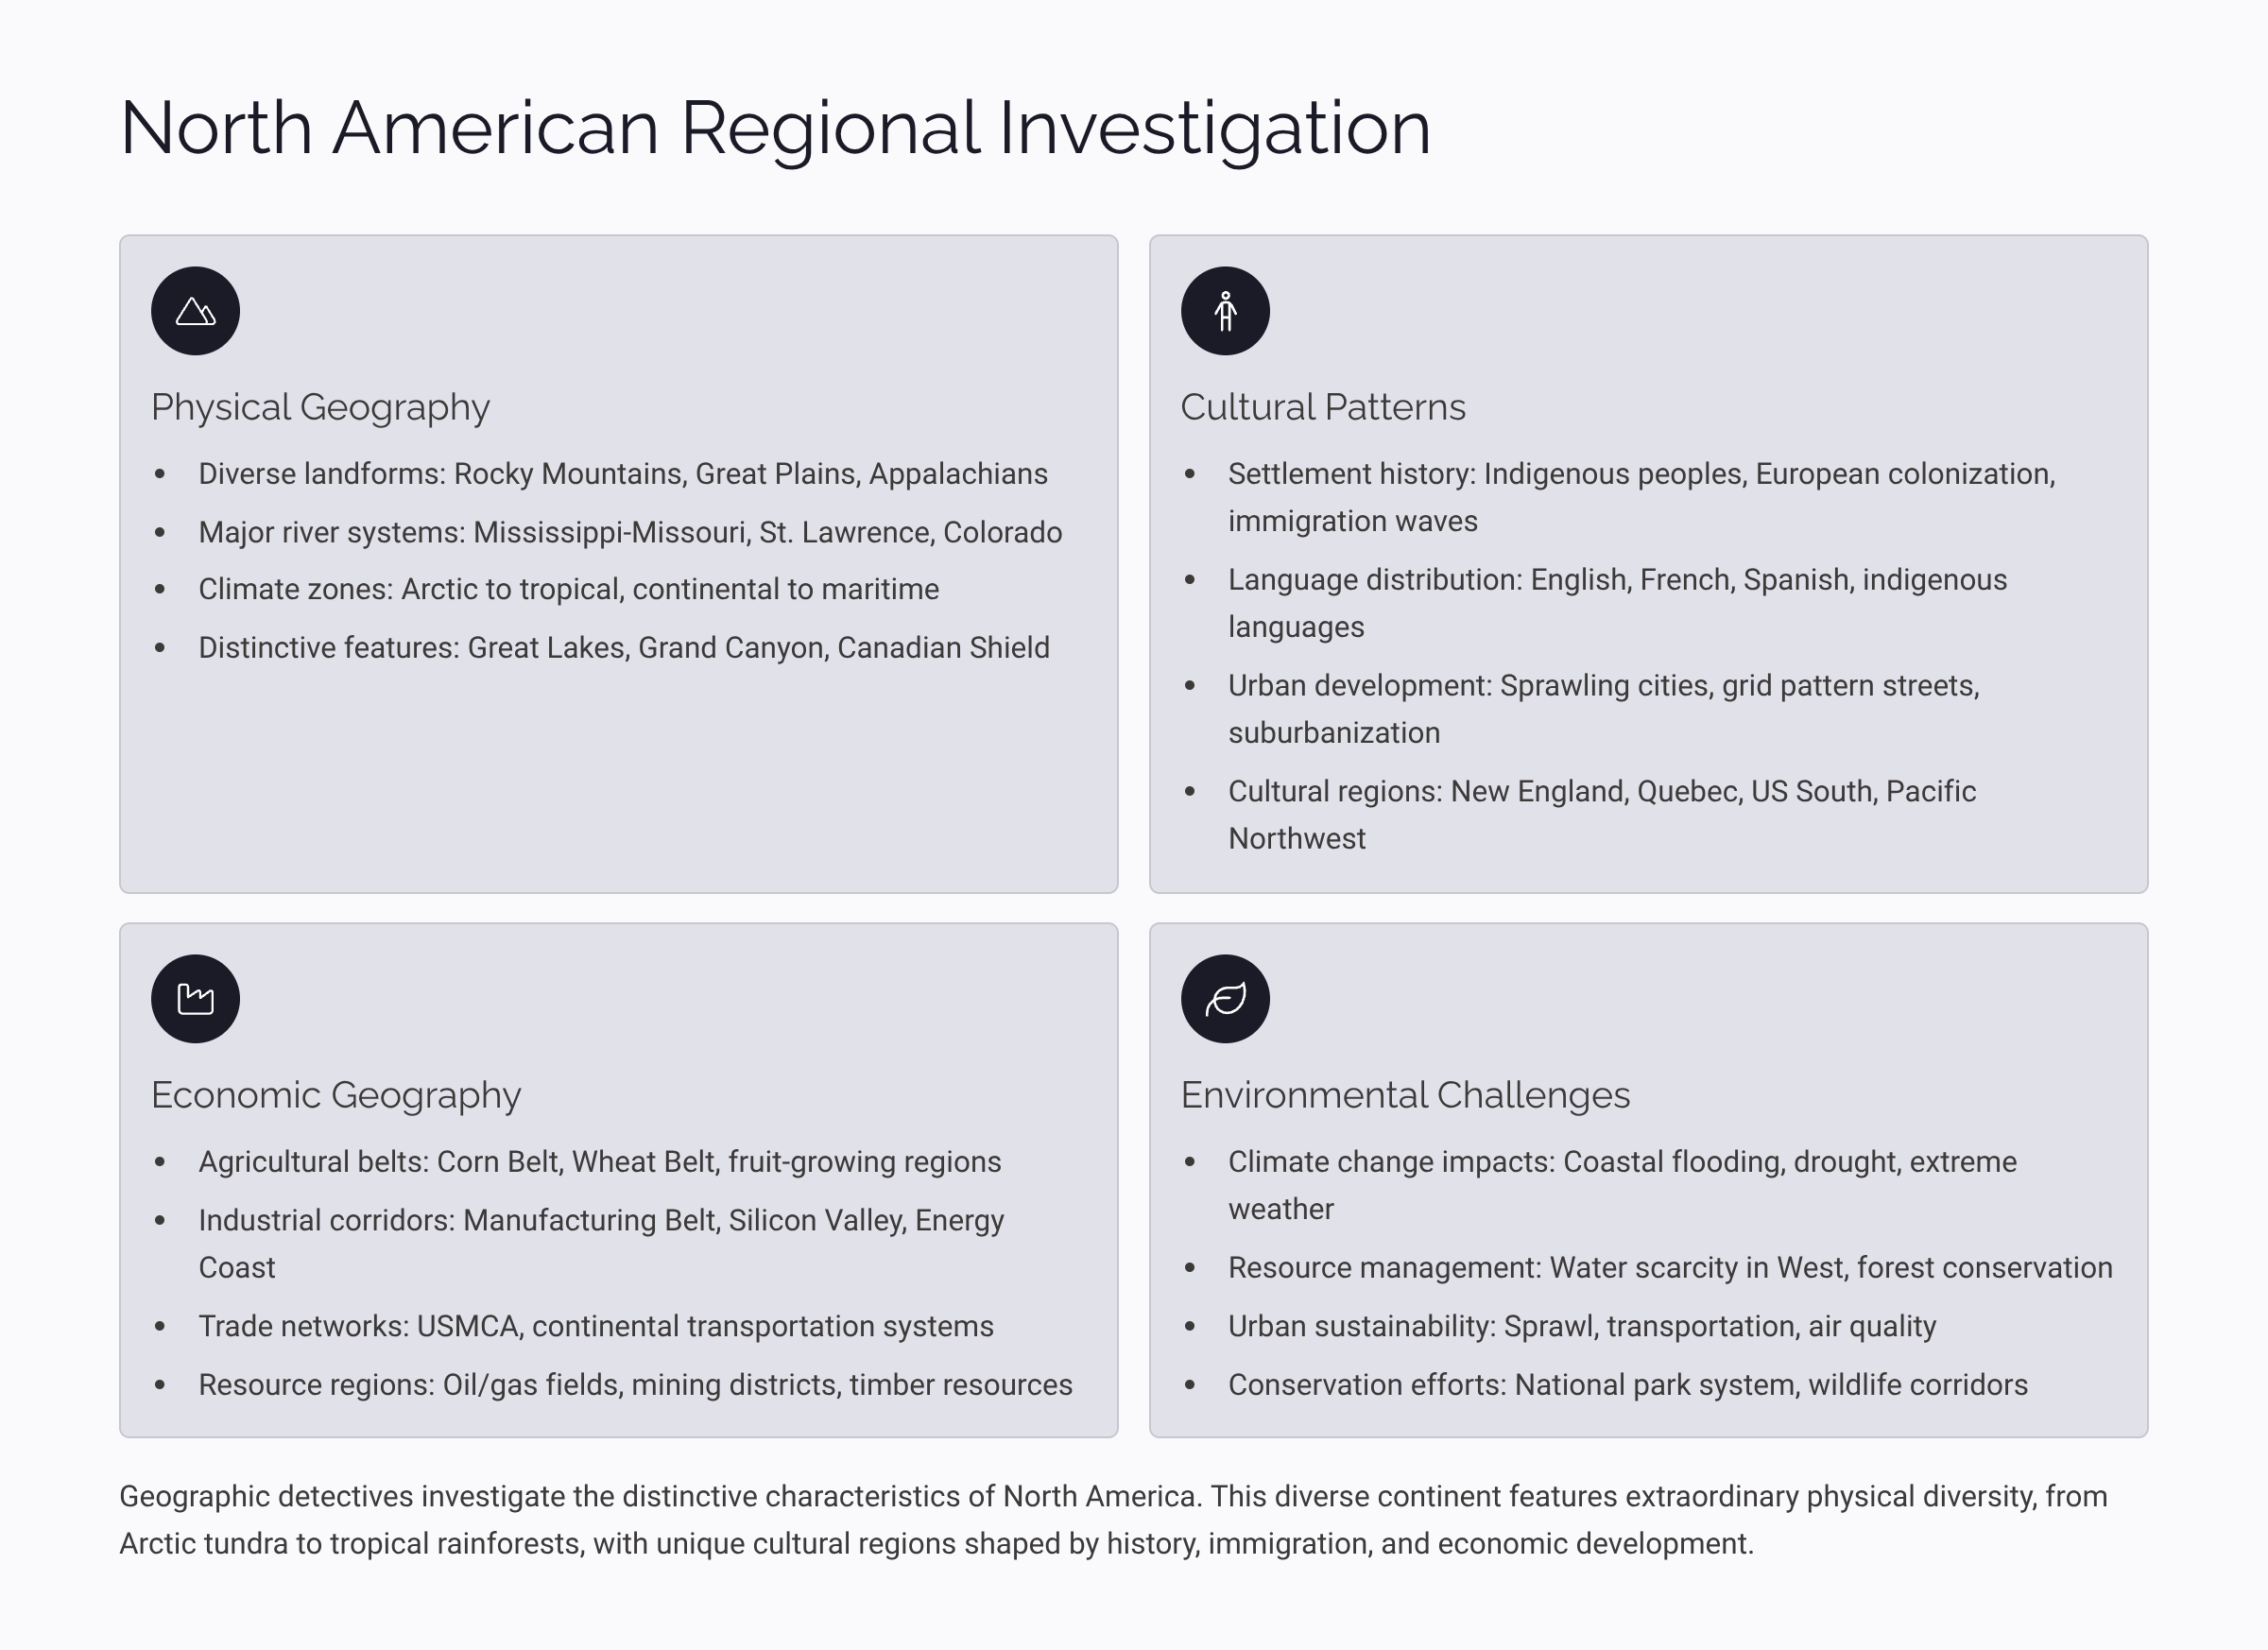 North American Regional Investigation
Physical Geography
• Diverse landforms: Rocky Mountains, Great Plains, Appalachians
• Major river systems: Mississippi-Missouri, St. Lawrence, Colorado
• Climate zones: Arctic to tropical, continental to maritime
• Distinctive features: Great Lakes, Grand Canyon, Canadian Shield
Cultural Patterns
• Settlement history: Indigenous peoples, European colonization,
immigration waves
• Language distribution: English, French, Spanish, indigenous
languages
• Urban development: Sprawling cities, grid pattern streets,
suburbanization
• Cultural regions: New England, Quebec, US South, Pacific
Northwest
Economic Geography
• Agricultural belts: Corn Belt, Wheat Belt, fruit-growing regions
• Industrial corridors: Manufacturing Belt, Silicon Valley, Energy
Coast
• Trade networks: USMCA, continental transportation systems
• Resource regions: Oil/gas fields, mining districts, timber resources
Environmental Challenges
• Climate change impacts: Coastal flooding, drought, extreme
weather
• Resource management: Water scarcity in West, forest conservation
• Urban sustainability: Sprawl, transportation, air quality
• Conservation efforts: National park system, wildlife corridors
Geographic detectives investigate the distinctive characteristics of North America. This diverse continent features extraordinary physical diversity, from
Arctic tundra to tropical rainforests, with unique cultural regions shaped by history, immigration, and economic development.